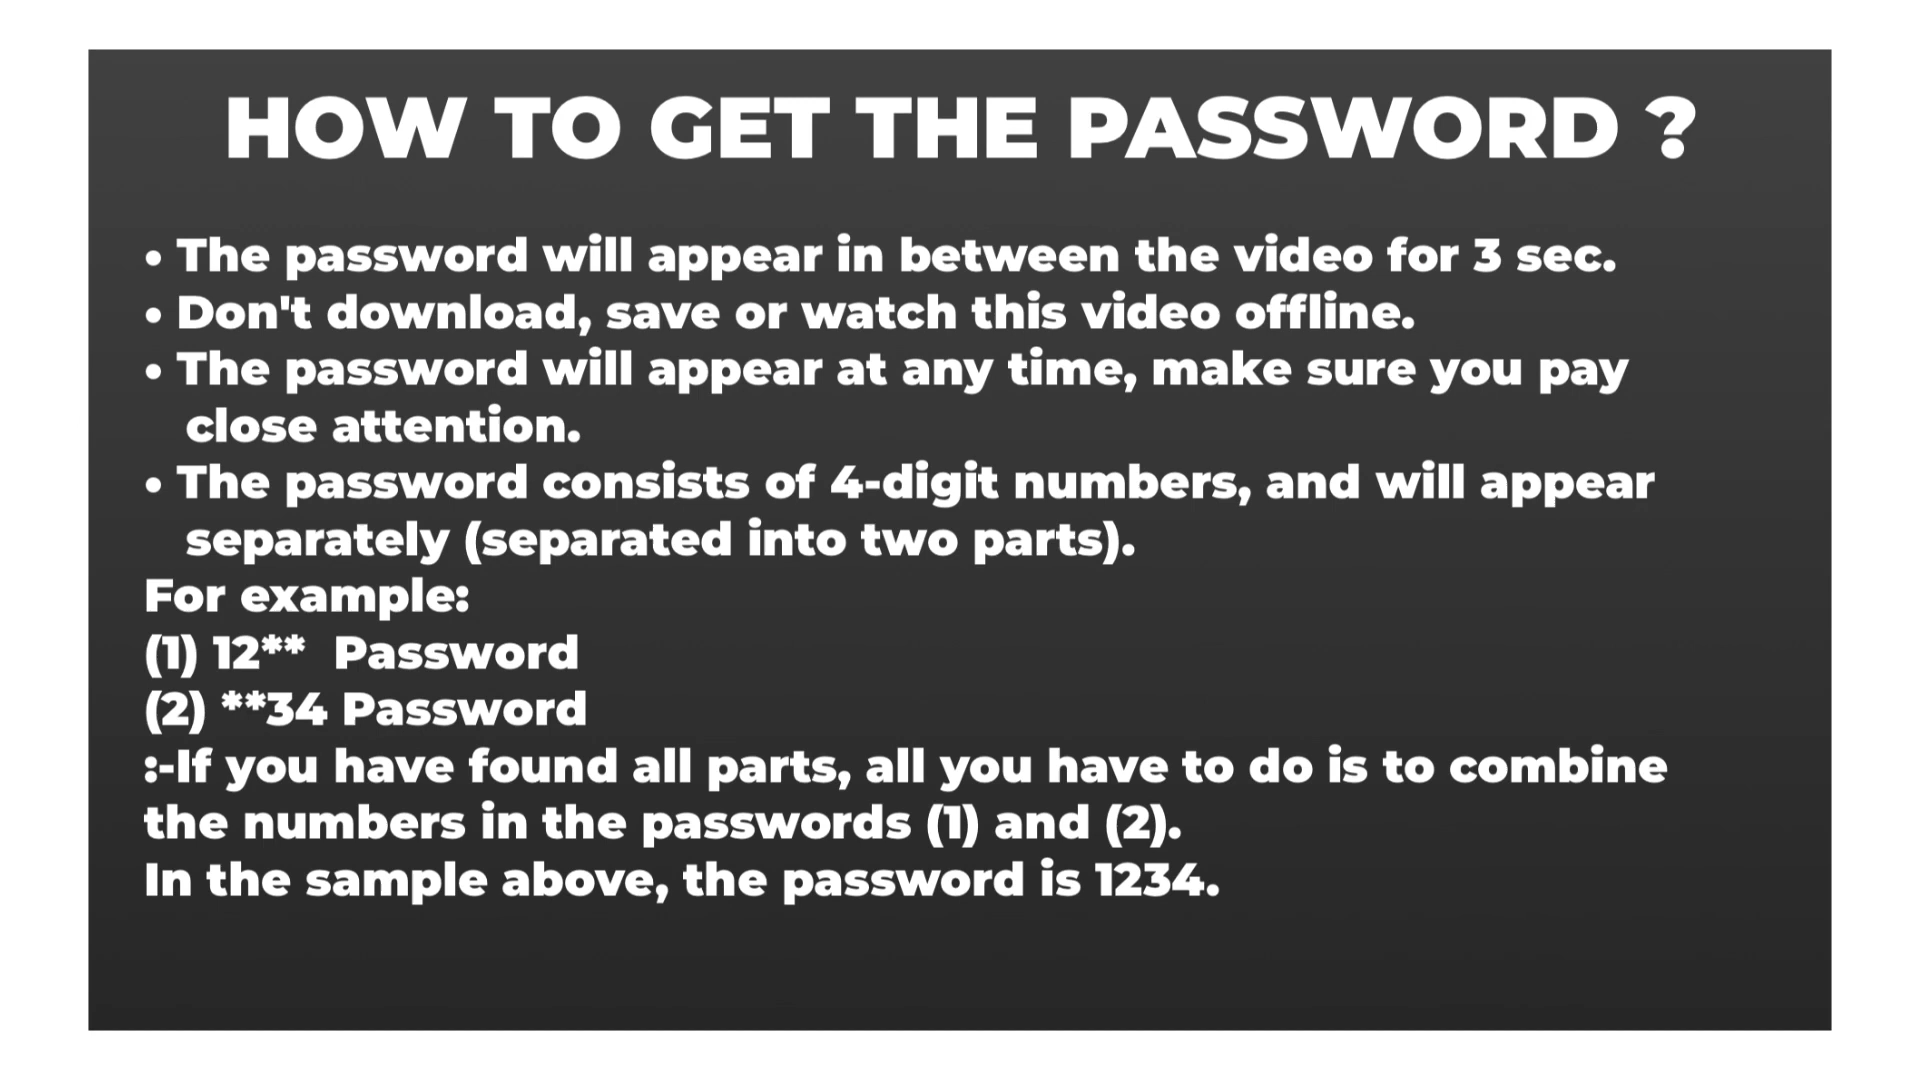 HOW TO GET THE PASSWORD ?
• The password will appear in between the video for 3 sec.
• Don't download, save or watch this video offline.
• The password will appear at any time, make sure you pay
close attention.
• The password consists of 4-digit numbers, and will appear
separately (separated into two parts).
For example:
(1) 12**  Password
(2) **34 Password
:-If you have found all parts, all you have to do is to combine
the numbers in the passwords (1) and (2).
In the sample above, the password is 1234.